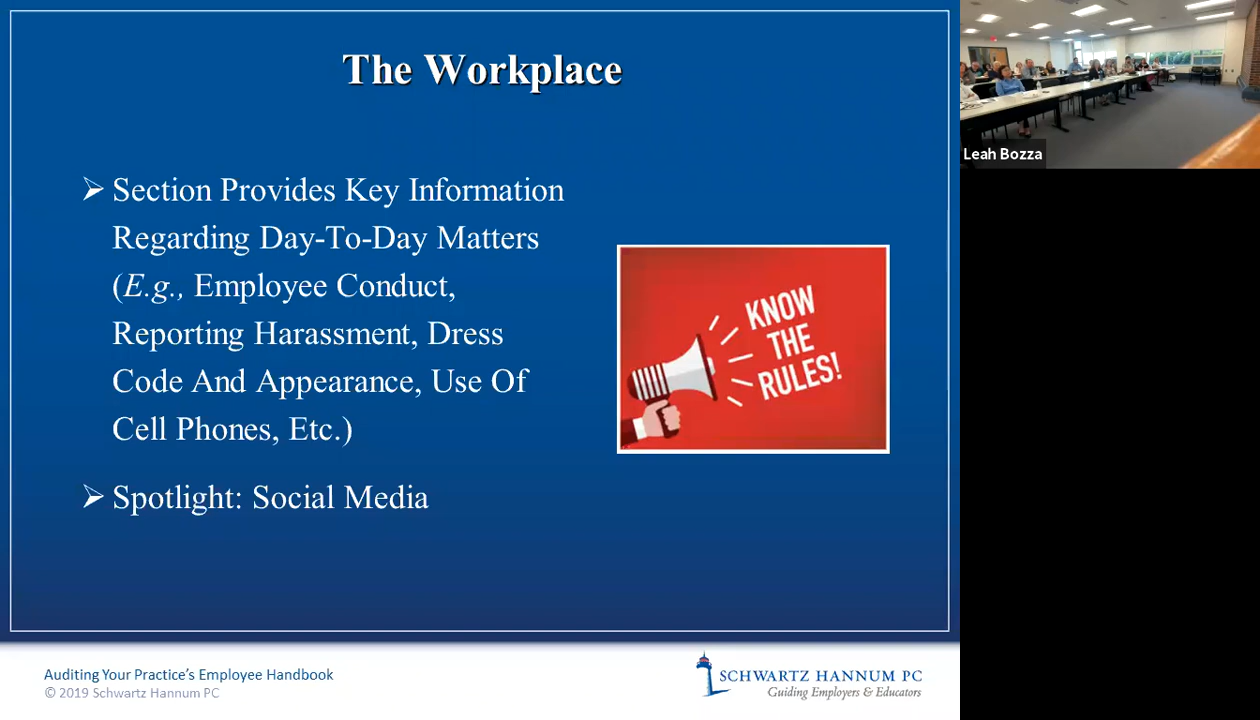 The Workplace
➢ Section Provides Key Information
Regarding Day-To-Day Matters
(E.g., Employee Conduct,
Reporting Harassment, Dress
Code And Appearance, Use Of
Cell Phones, Etc.)
➢ Spotlight: Social Media
KNOW
THE
RULES!
Auditing Your Practice's Employee Handbook
© 2019 Schwartz Hannum PC
SCHWARTZ HANNUM PC
Guiding Employers & Educators
Leah Bozza